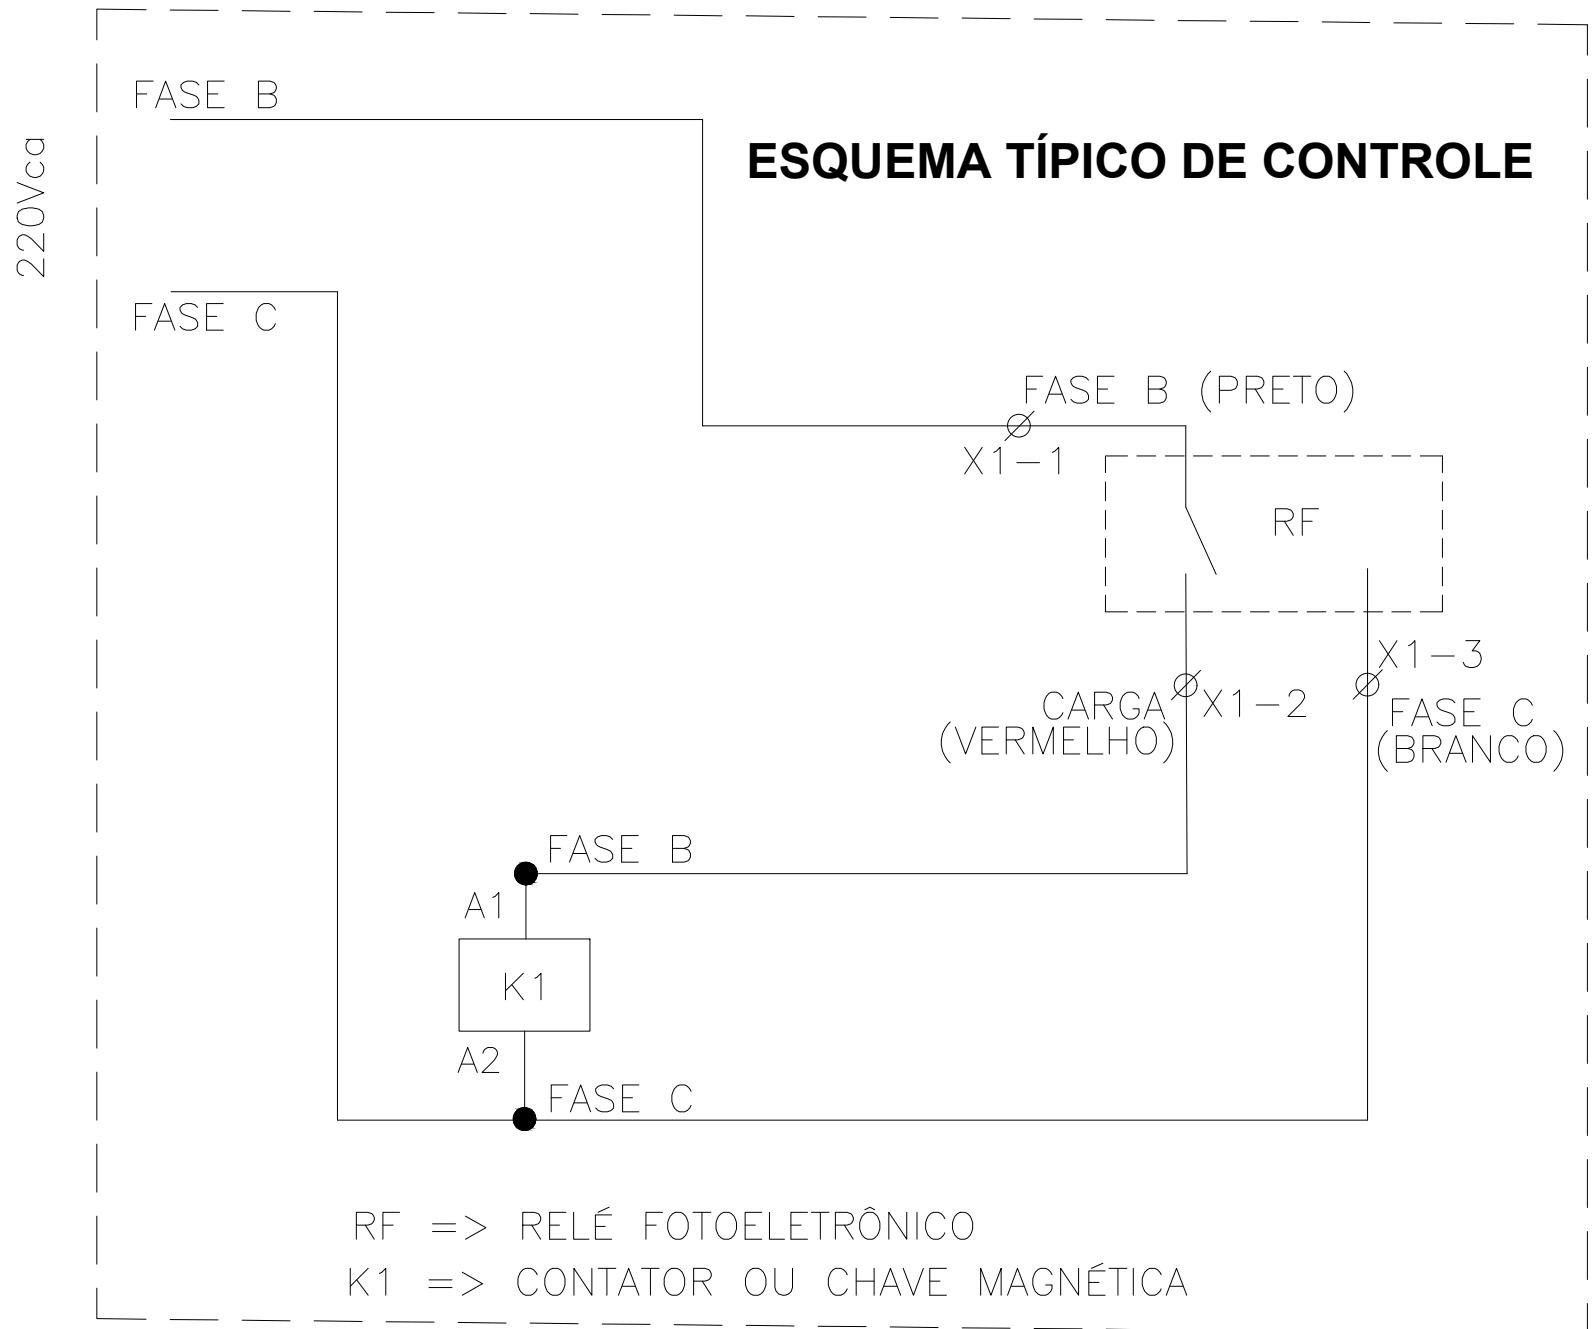 FASE B
ESQUEMA TÍPICO DE CONTROLE
220Vca
FASE C
FASE B (PRETO)
X1-1
RF
X1-3
CARGA
(VERMELHO)
X1-2
FASE C
(BRANCO)
FASE B
A1
K1
A2
FASE C
RF => RELÉ FOTOELETRÔNICO
K1 => CONTATOR OU CHAVE MAGNÉTICA